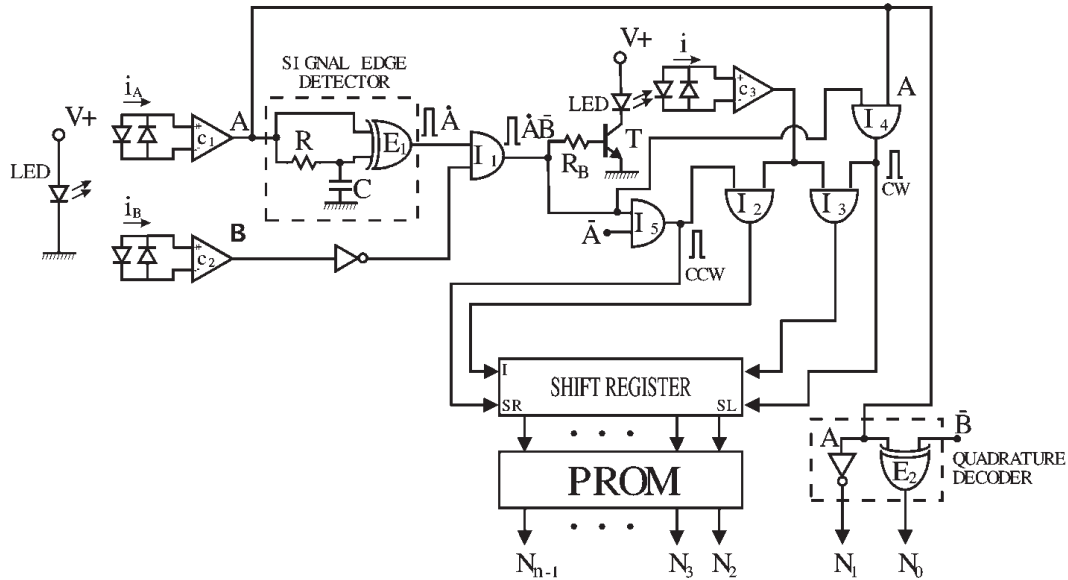 SIGNAL EDGE
DETECTOR
V+
LED
i_A
c_1
+
-
A
R
C
E_1
Ȧ
I_1
ȦB̄
R_B
T
V+
LED
i
c_3
+
-
A
I_4
CW
I_2
I_3
Ā
I_5
CCW
i_B
c_2
+
-
B
I
SHIFT REGISTER
SR
SL
PROM
A
B̄
E_2
QUADRATURE
DECODER
N_{n-1}
N_3
N_2
N_1
N_0